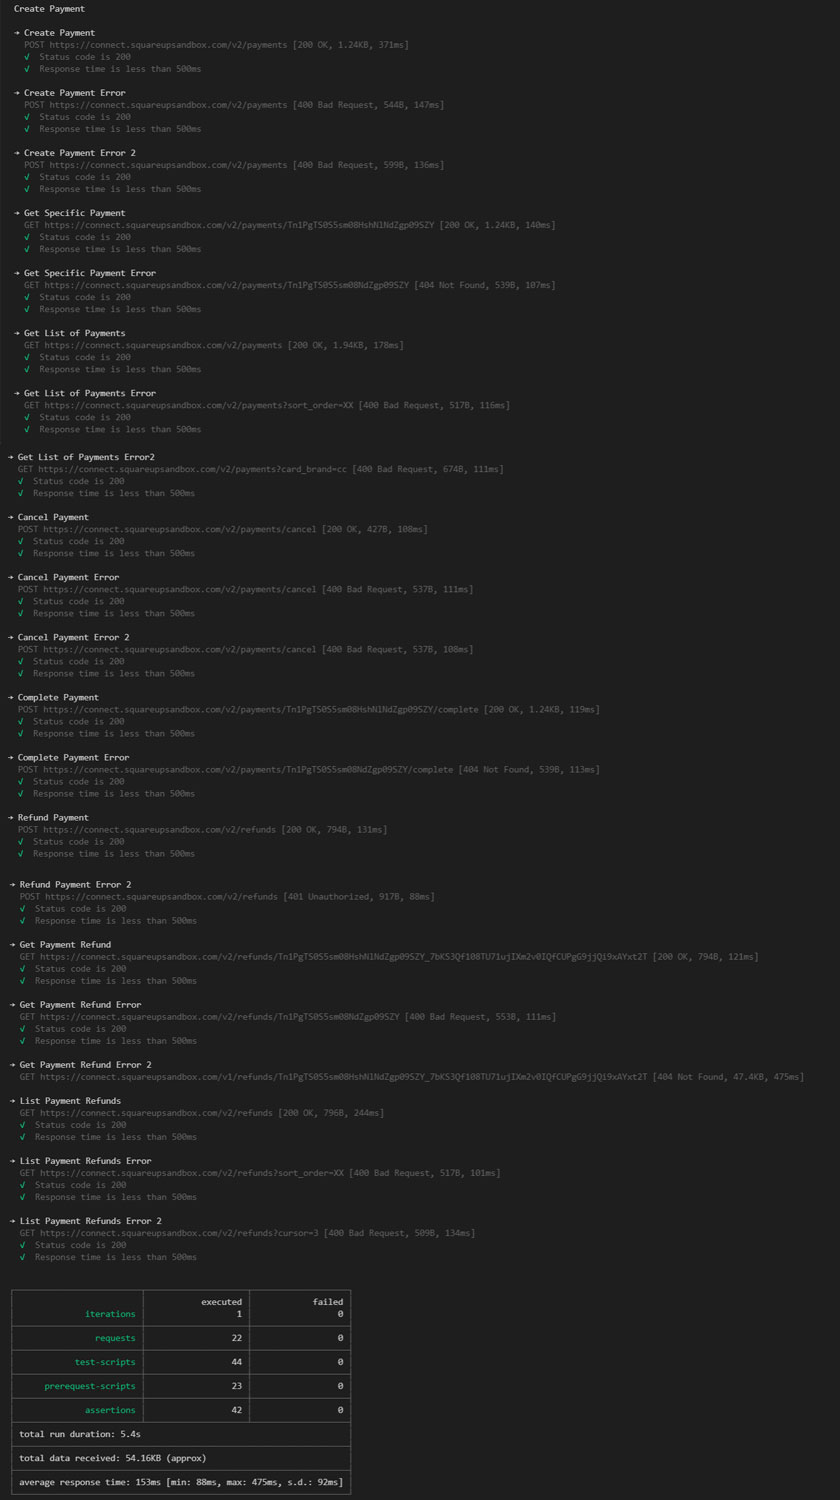 Create Payment
→ Create Payment
POST https://connect.squareupsandbox.com/v2/payments [200 OK, 1.24KB, 371ms]
√ Status code is 200
√ Response time is less than 500ms
→ Create Payment Error
POST https://connect.squareupsandbox.com/v2/payments [400 Bad Request, 544B, 147ms]
√ Status code is 200
√ Response time is less than 500ms
→ Create Payment Error 2
POST https://connect.squareupsandbox.com/v2/payments [400 Bad Request, 599B, 136ms]
√ Status code is 200
√ Response time is less than 500ms
→ Get Specific Payment
GET https://connect.squareupsandbox.com/v2/payments/Tn1PgTS0S5sm08HshNlNdZgp09SZY [200 OK, 1.24KB, 140ms]
√ Status code is 200
√ Response time is less than 500ms
→ Get Specific Payment Error
GET https://connect.squareupsandbox.com/v2/payments/Tn1PgTS0S5sm08NdZgp09SZY [404 Not Found, 539B, 107ms]
√ Status code is 200
√ Response time is less than 500ms
→ Get List of Payments
GET https://connect.squareupsandbox.com/v2/payments [200 OK, 1.94KB, 178ms]
√ Status code is 200
√ Response time is less than 500ms
→ Get List of Payments Error
GET https://connect.squareupsandbox.com/v2/payments?sort_order=XX [400 Bad Request, 517B, 116ms]
√ Status code is 200
√ Response time is less than 500ms
→ Get List of Payments Error2
GET https://connect.squareupsandbox.com/v2/payments?card_brand=cc [400 Bad Request, 674B, 111ms]
√ Status code is 200
√ Response time is less than 500ms
→ Cancel Payment
POST https://connect.squareupsandbox.com/v2/payments/cancel [200 OK, 427B, 108ms]
√ Status code is 200
√ Response time is less than 500ms
→ Cancel Payment Error
POST https://connect.squareupsandbox.com/v2/payments/cancel [400 Bad Request, 537B, 111ms]
√ Status code is 200
√ Response time is less than 500ms
→ Cancel Payment Error 2
POST https://connect.squareupsandbox.com/v2/payments/cancel [400 Bad Request, 537B, 108ms]
√ Status code is 200
√ Response time is less than 500ms
→ Complete Payment
POST https://connect.squareupsandbox.com/v2/payments/Tn1PgTS0S5sm08HshNlNdZgp09SZY/complete [200 OK, 1.24KB, 119ms]
√ Status code is 200
√ Response time is less than 500ms
→ Complete Payment Error
POST https://connect.squareupsandbox.com/v2/payments/Tn1PgTS0S5sm08NdZgp09SZY/complete [404 Not Found, 539B, 113ms]
√ Status code is 200
√ Response time is less than 500ms
→ Refund Payment
POST https://connect.squareupsandbox.com/v2/refunds [200 OK, 794B, 131ms]
√ Status code is 200
√ Response time is less than 500ms
→ Refund Payment Error 2
POST https://connect.squareupsandbox.com/v2/refunds [401 Unauthorized, 917B, 88ms]
√ Status code is 200
√ Response time is less than 500ms
→ Get Payment Refund
GET https://connect.squareupsandbox.com/v2/refunds/Tn1PgTS0S5sm08HshNlNdZgp09SZY_7bKS3Qf108TU71ujIXm2v0IQfCUPgG9jjQi9xAYxt2T [200 OK, 794B, 121ms]
√ Status code is 200
√ Response time is less than 500ms
→ Get Payment Refund Error
GET https://connect.squareupsandbox.com/v2/refunds/Tn1PgTS0S5sm08NdZgp09SZY [400 Bad Request, 553B, 111ms]
√ Status code is 200
√ Response time is less than 500ms
→ Get Payment Refund Error 2
GET https://connect.squareupsandbox.com/v1/refunds/Tn1PgTS0S5sm08HshNlNdZgp09SZY_7bKS3Qf108TU71ujIXm2v0IQfCUPgG9jjQi9xAYxt2T [404 Not Found, 47.4KB, 475ms]
→ List Payment Refunds
GET https://connect.squareupsandbox.com/v2/refunds [200 OK, 796B, 244ms]
√ Status code is 200
√ Response time is less than 500ms
→ List Payment Refunds Error
GET https://connect.squareupsandbox.com/v2/refunds?sort_order=XX [400 Bad Request, 517B, 101ms]
√ Status code is 200
√ Response time is less than 500ms
→ List Payment Refunds Error 2
GET https://connect.squareupsandbox.com/v2/refunds?cursor=3 [400 Bad Request, 509B, 134ms]
√ Status code is 200
√ Response time is less than 500ms
executed failed
iterations 1 0
requests 22 0
test-scripts 44 0
prerequest-scripts 23 0
assertions 42 0
total run duration: 5.4s
total data received: 54.16KB (approx)
average response time: 153ms [min: 88ms, max: 475ms, s.d.: 92ms]